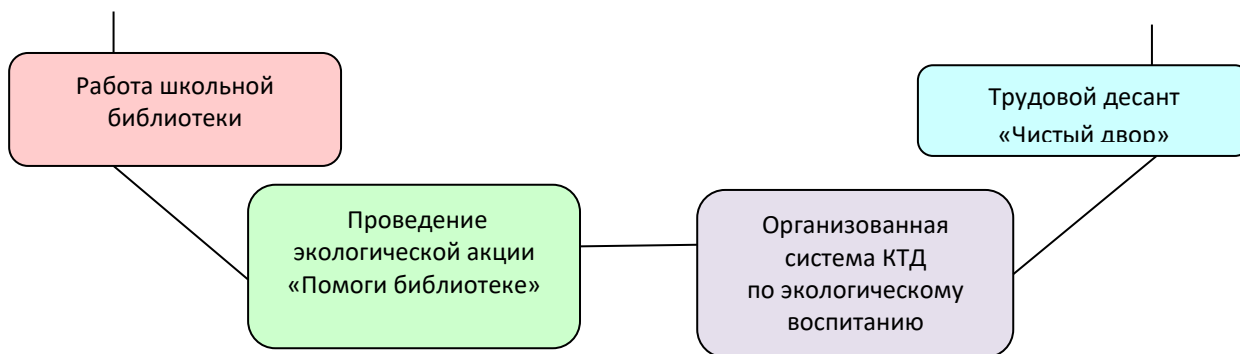 Работа школьной
библиотеки
Трудовой десант
«Чистый двор»
Проведение
экологической акции
«Помоги библиотеке»
Организованная
система КТД
по экологическому
воспитанию